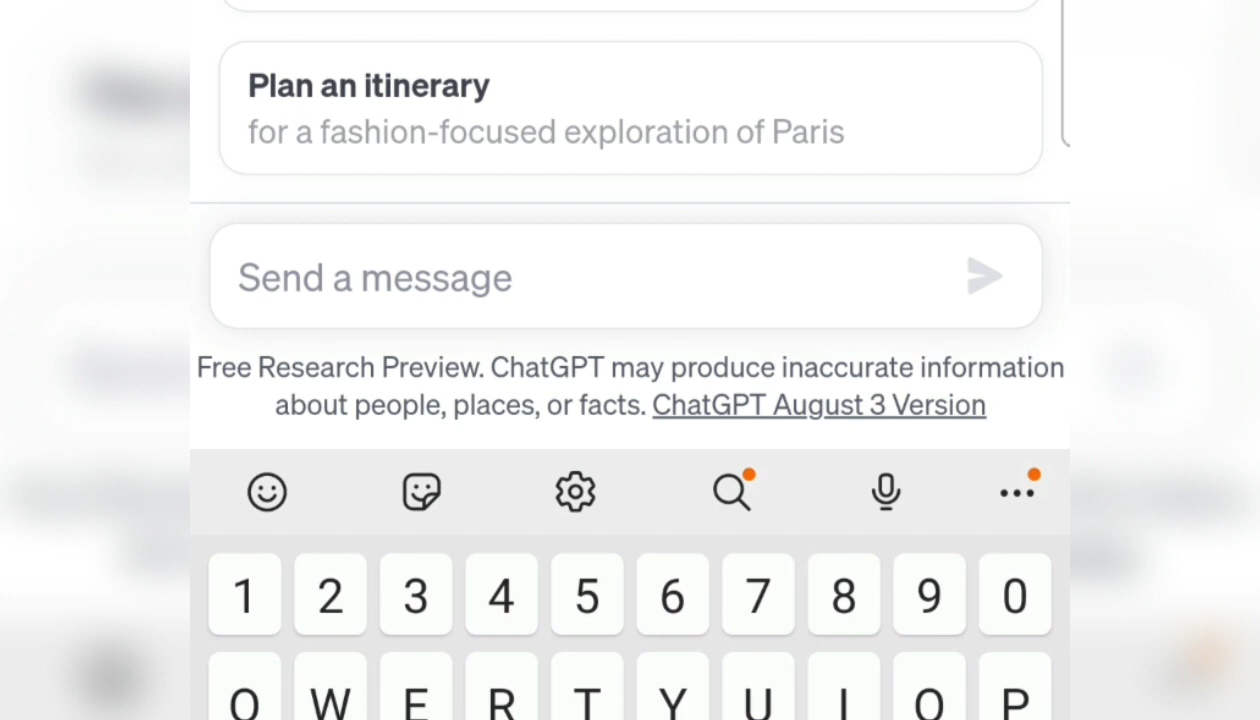 Plan an itinerary
for a fashion-focused exploration of Paris
Send a message
Free Research Preview. ChatGPT may produce inaccurate information
about people, places, or facts. ChatGPT August 3 Version
1 2 3 4 5 6 7 8 9 0
Q W E R T Y U I O P